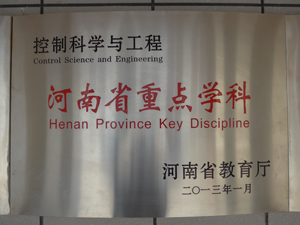 控制科学与工程
Control Science and Engineering
河南省重点学科
Henan Province Key Discipline
河南省教育厅
二〇一三年一月